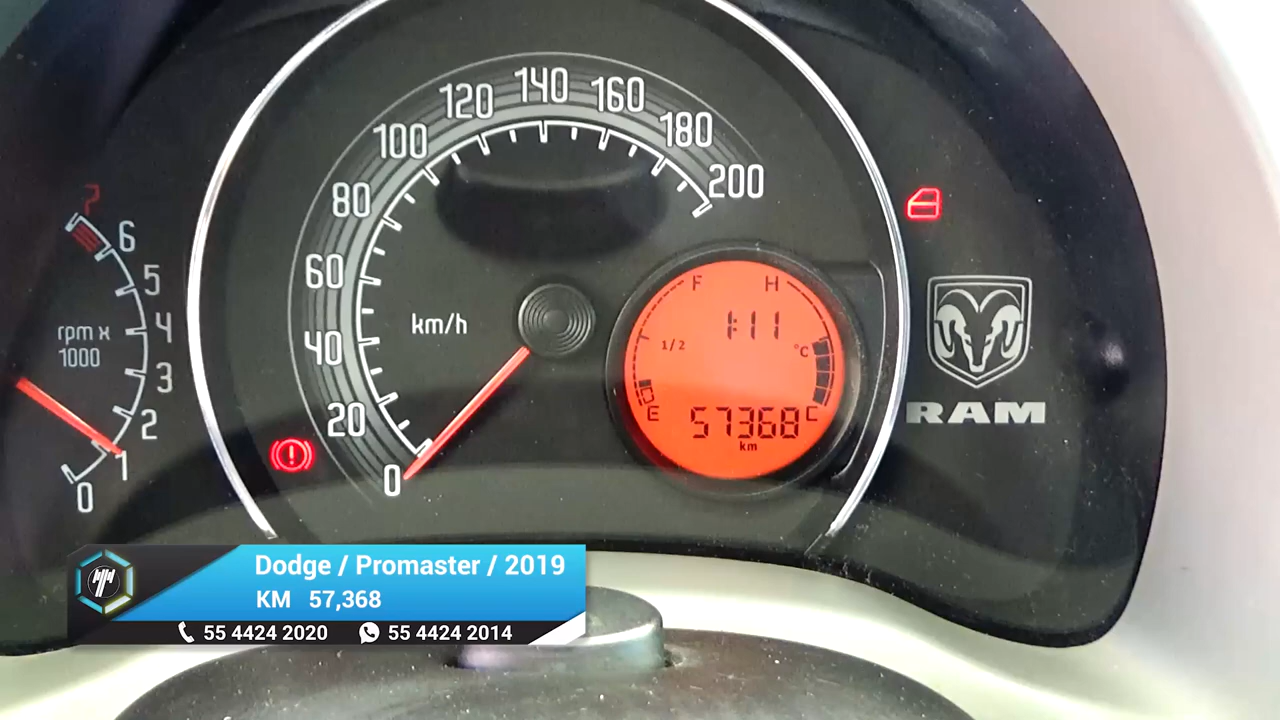 7
6
5
4
3
2
1
0
rpm x
1000
0
20
40
60
80
100
120
140
160
180
200
km/h
F H
1:11
1/2 °C
E C
57368
km
RAM
Dodge / Promaster / 2019
KM 57,368
55 4424 2020 55 4424 2014